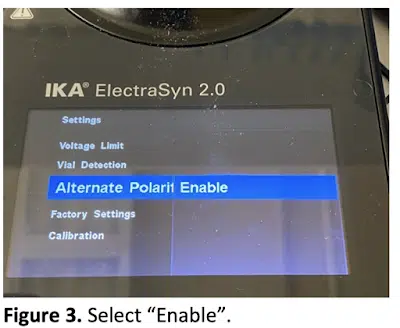 IKA® ElectraSyn 2.0
Settings
Voltage Limit
Vial Detection
Alternate Polarit Enable
Factory Settings
Calibration
Figure 3. Select “Enable”.